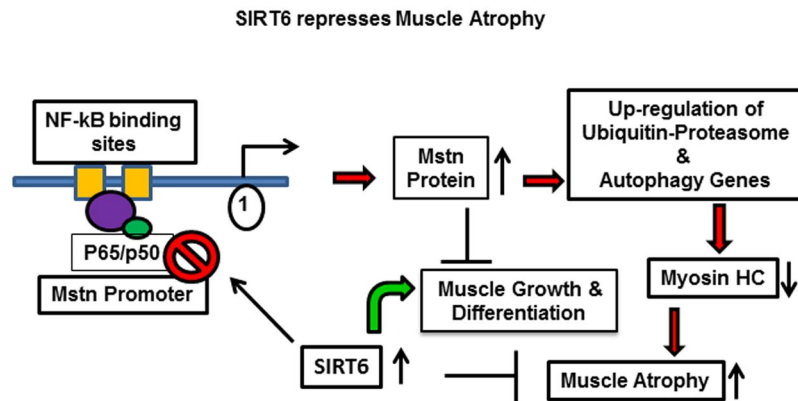 SIRT6 represses Muscle Atrophy
NF-kB binding
sites
1
P65/p50
Mstn Promoter
Mstn
Protein
Up-regulation of
Ubiquitin-Proteasome
&
Autophagy Genes
Muscle Growth &
Differentiation
Myosin HC
SIRT6
Muscle Atrophy